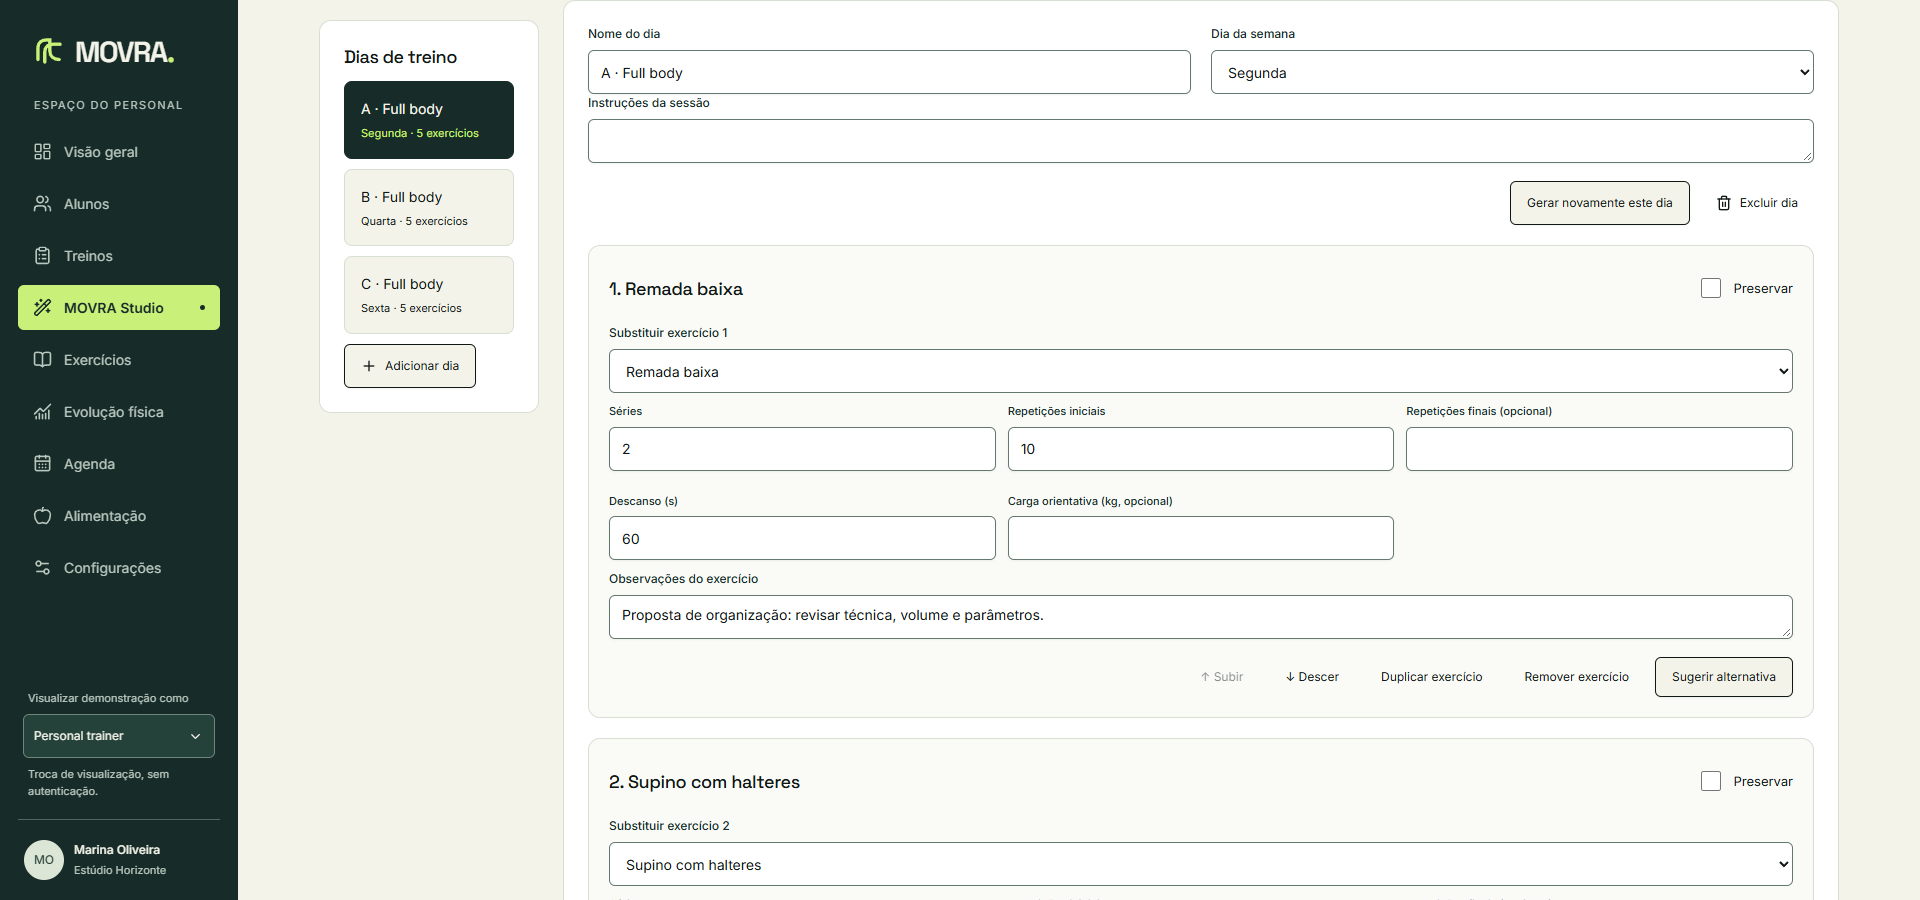 MOVRA.
ESPAÇO DO PERSONAL
Visão geral
Alunos
Treinos
MOVRA Studio
Exercícios
Evolução física
Agenda
Alimentação
Configurações
Visualizar demonstração como
Personal trainer
Troca de visualização, sem
autenticação.
MO
Marina Oliveira
Estúdio Horizonte
Dias de treino
A · Full body
Segunda · 5 exercícios
B · Full body
Quarta · 5 exercícios
C · Full body
Sexta · 5 exercícios
+ Adicionar dia
Nome do dia
A · Full body
Dia da semana
Segunda
Instruções da sessão
Gerar novamente este dia
Excluir dia
1. Remada baixa
Preservar
Substituir exercício 1
Remada baixa
Séries
2
Repetições iniciais
10
Repetições finais (opcional)
Descanso (s)
60
Carga orientativa (kg, opcional)
Observações do exercício
Proposta de organização: revisar técnica, volume e parâmetros.
↑ Subir
↓ Descer
Duplicar exercício
Remover exercício
Sugerir alternativa
2. Supino com halteres
Preservar
Substituir exercício 2
Supino com halteres